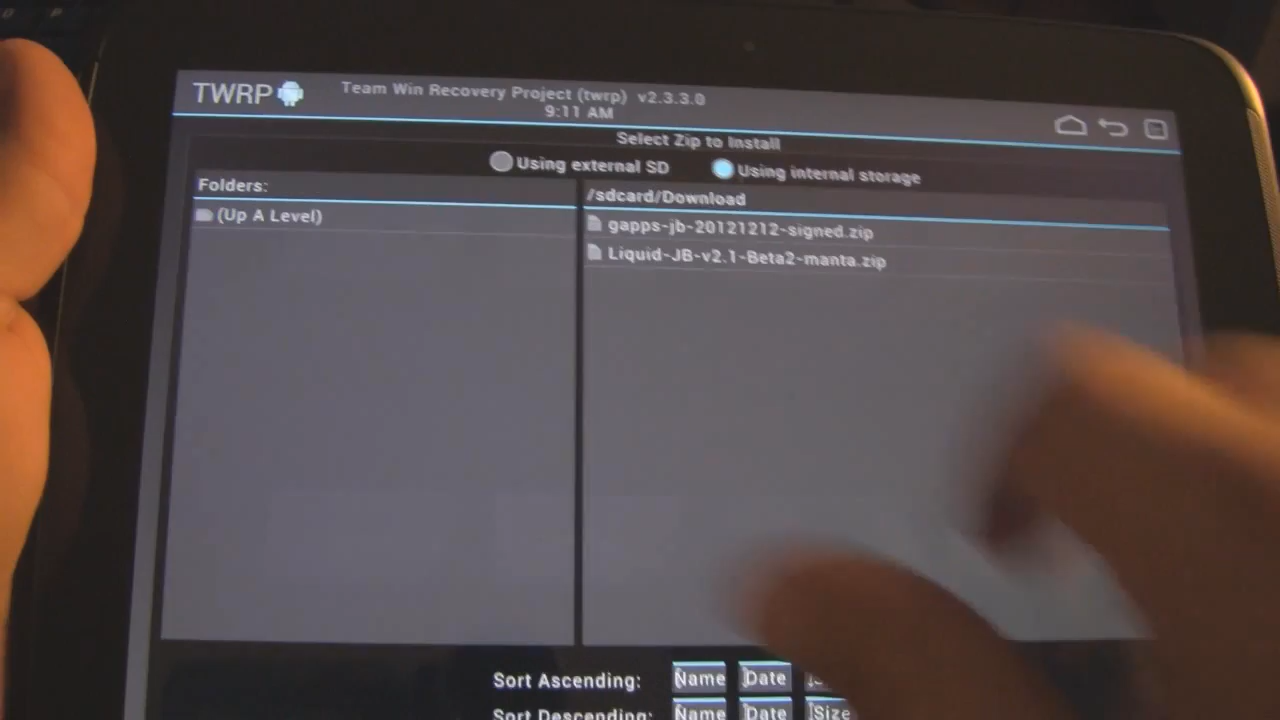 TWRP
Team Win Recovery Project (twrp) v2.3.3.0
9:11 AM
Select Zip to Install
Using external SD
Using internal storage
Folders:
(Up A Level)
/sdcard/Download
gapps-jb-20121212-signed.zip
Liquid-JB-v2.1-Beta2-manta.zip
Sort Ascending:
Name
Date
Sort Descending:
Name
Date
Size